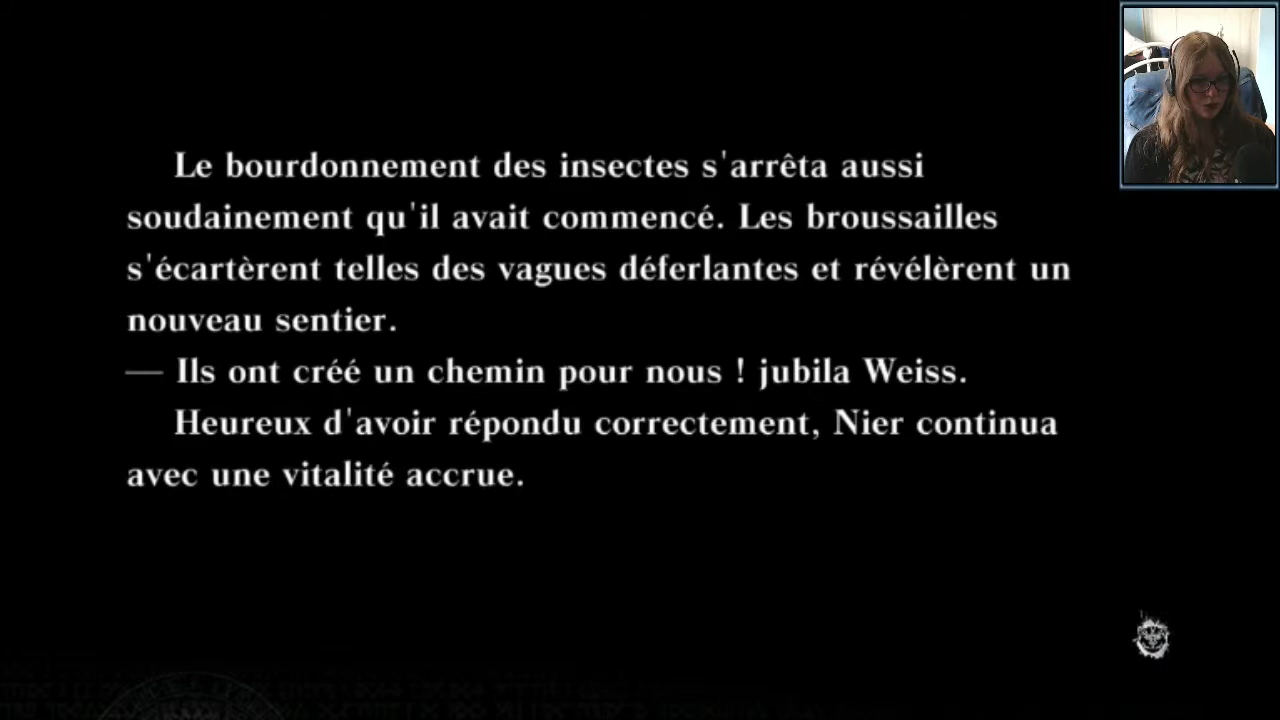 Le bourdonnement des insectes s'arrêta aussi
soudainement qu'il avait commencé. Les broussailles
s'écartèrent telles des vagues déferlantes et révélèrent un
nouveau sentier.
— Ils ont créé un chemin pour nous ! jubila Weiss.
Heureux d'avoir répondu correctement, Nier continua
avec une vitalité accrue.